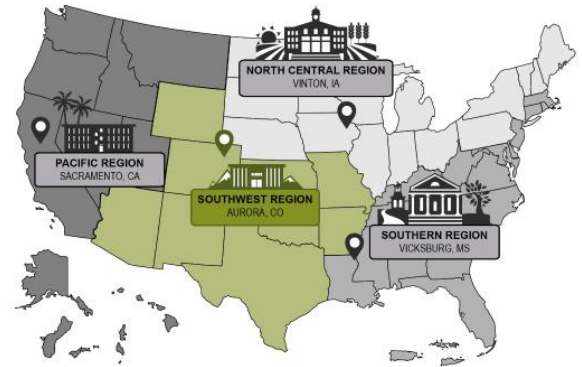 NORTH CENTRAL REGION
VINTON, IA
PACIFIC REGION
SACRAMENTO, CA
SOUTHWEST REGION
AURORA, CO
SOUTHERN REGION
VICKSBURG, MS